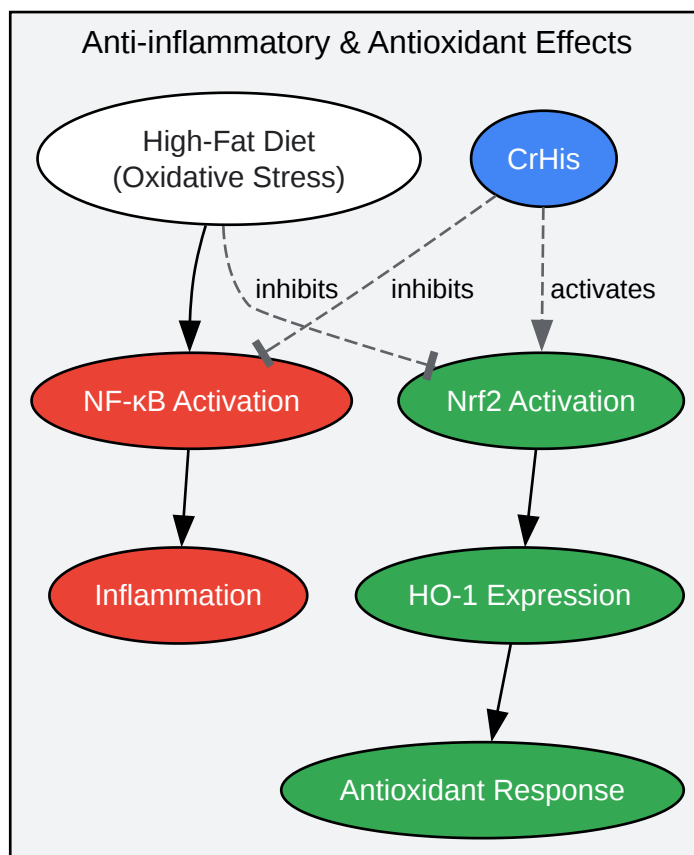 Anti-inflammatory & Antioxidant Effects
High-Fat Diet
(Oxidative Stress)
CrHis
inhibits
inhibits
activates
NF-κB Activation
Nrf2 Activation
Inflammation
HO-1 Expression
Antioxidant Response